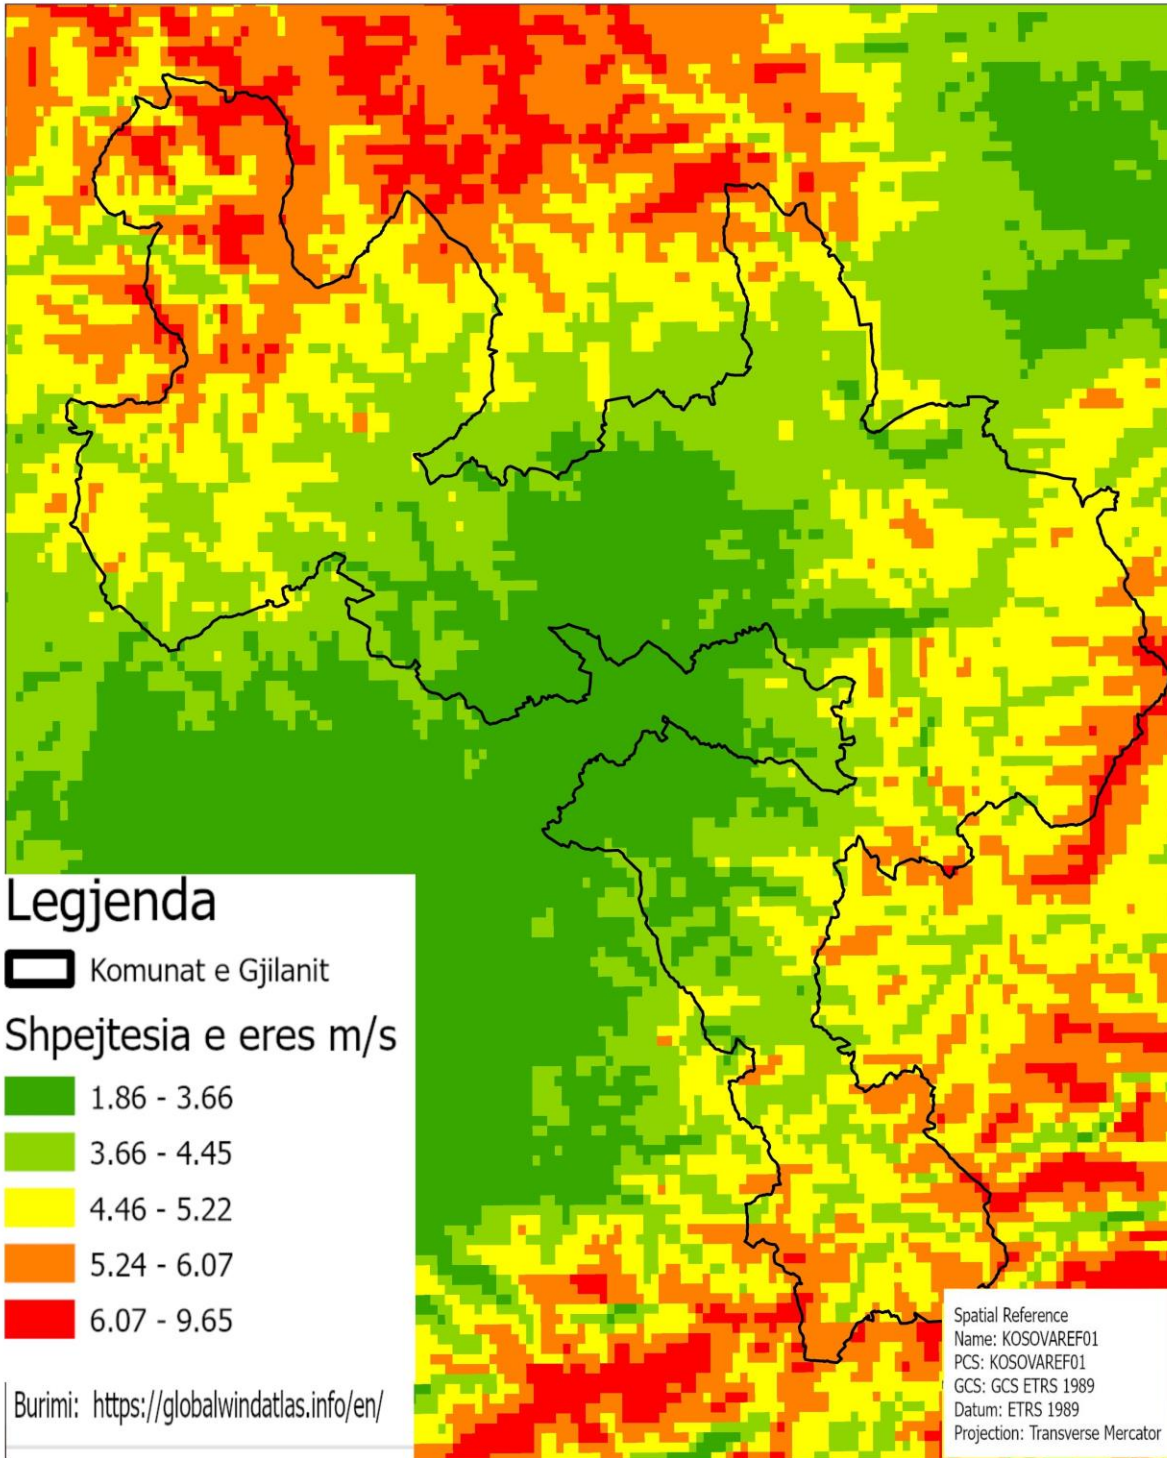 Legjenda
Komunat e Gjilanit
Shpejtesia e eres m/s
1.86 - 3.66
3.66 - 4.45
4.46 - 5.22
5.24 - 6.07
6.07 - 9.65
Burimi: https://globalwindatlas.info/en/
Spatial Reference
Name: KOSOVAREF01
PCS: KOSOVAREF01
GCS: GCS ETRS 1989
Datum: ETRS 1989
Projection: Transverse Mercator